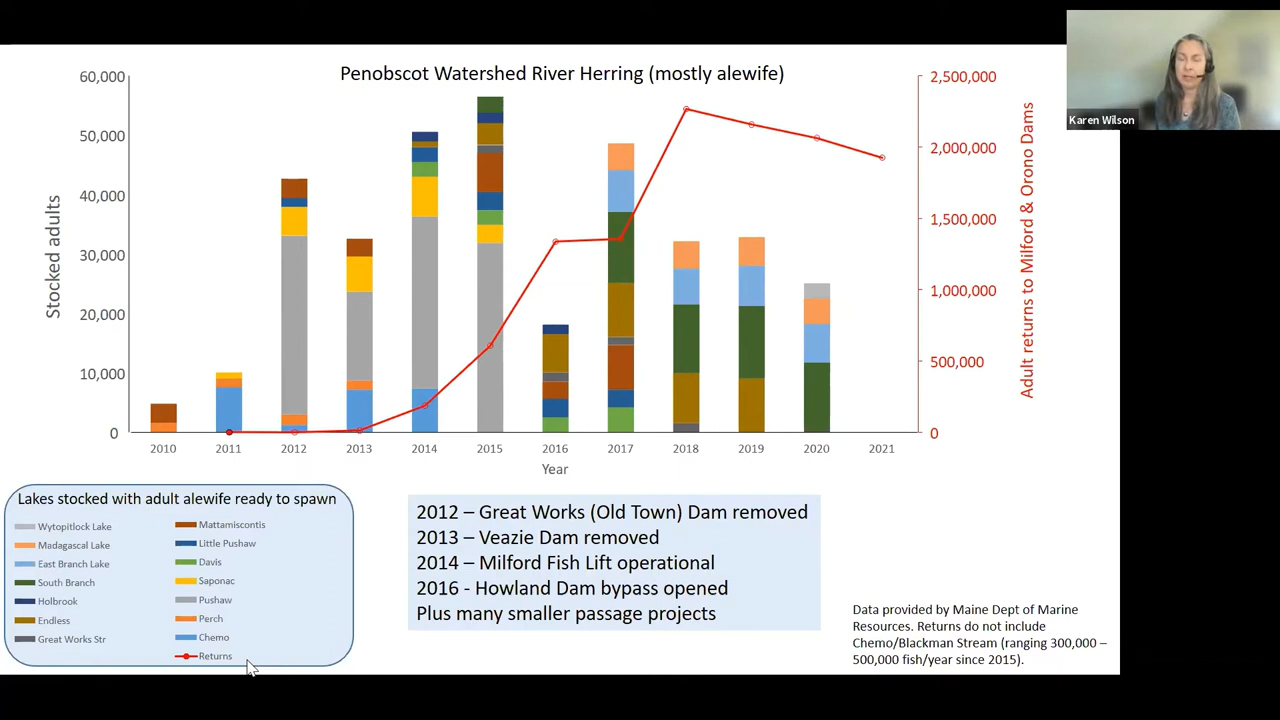 Penobscot Watershed River Herring (mostly alewife)
60,000
50,000
40,000
30,000
20,000
10,000
0
Stocked adults
2,500,000
2,000,000
1,500,000
1,000,000
500,000
0
Adult returns to Milford & Orono Dams
2010 2011 2012 2013 2014 2015 2016 2017 2018 2019 2020 2021
Year
Karen Wilson
Lakes stocked with adult alewife ready to spawn
Wytopitlock Lake
Madagascal Lake
East Branch Lake
South Branch
Holbrook
Endless
Great Works Str
Mattamiscontis
Little Pushaw
Davis
Saponac
Pushaw
Perch
Chemo
Returns
2012 – Great Works (Old Town) Dam removed
2013 – Veazie Dam removed
2014 – Milford Fish Lift operational
2016 - Howland Dam bypass opened
Plus many smaller passage projects
Data provided by Maine Dept of Marine
Resources. Returns do not include
Chemo/Blackman Stream (ranging 300,000 –
500,000 fish/year since 2015).